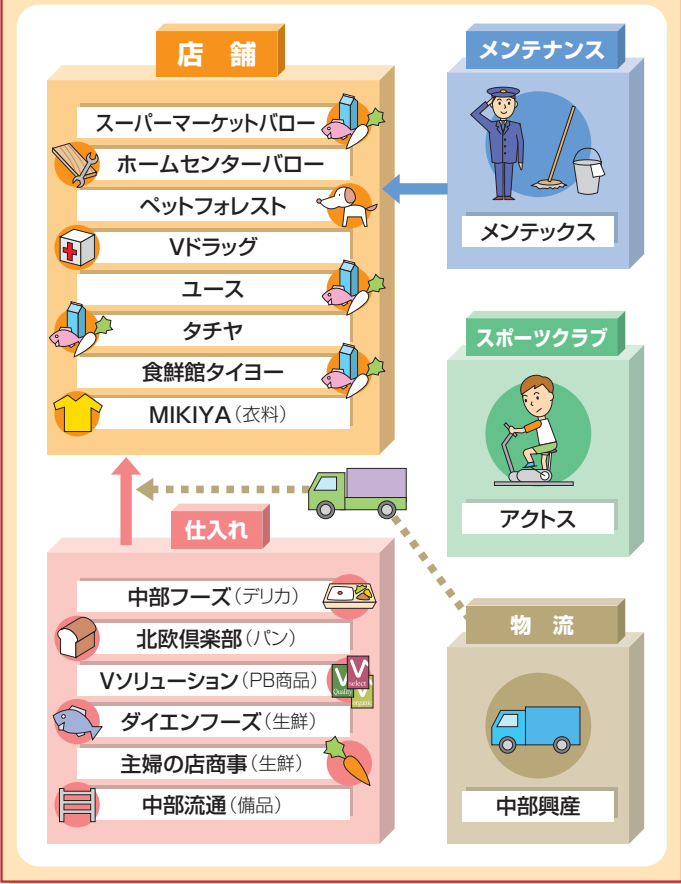 店 舗
スーパーマーケットバロー
ホームセンターバロー
ペットフォレスト
Vドラッグ
ユース
タチヤ
食鮮館タイヨー
MIKIYA(衣料)
メンテナンス
メンテックス
スポーツクラブ
アクトス
仕入れ
中部フーズ(デリカ)
北欧倶楽部(パン)
Vソリューション(PB商品)
V select
V Quality
V organic
ダイエンフーズ(生鮮)
主婦の店商事(生鮮)
中部流通(備品)
物 流
中部興産